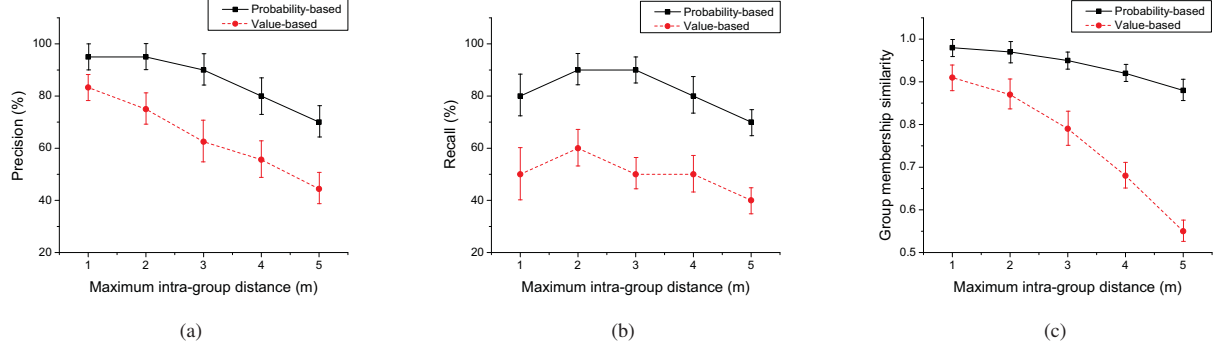 Probability-based
Value-based
100
80
60
40
20
Precision (%)
1 2 3 4 5
Maximum intra-group distance (m)
(a)
Probability-based
Value-based
100
80
60
40
20
Recall (%)
1 2 3 4 5
Maximum intra-group distance (m)
(b)
Probability-based
Value-based
1.0
0.9
0.8
0.7
0.6
0.5
Group membership similarity
1 2 3 4 5
Maximum intra-group distance (m)
(c)